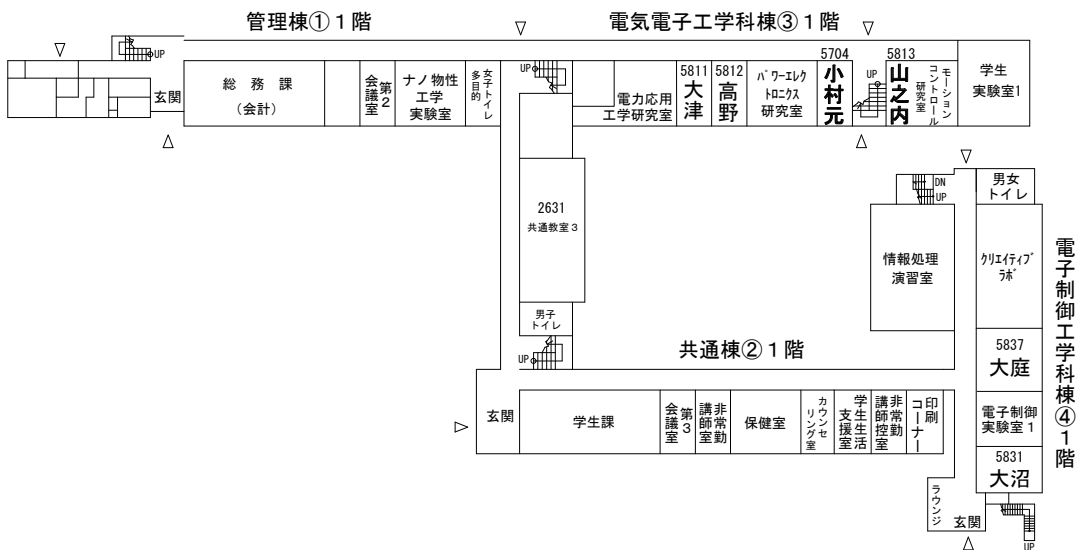 管理棟①１階
電気電子工学科棟③１階
UP
玄関
総務課
(会計)
第2
会議室
ナノ物性
工学
実験室
女子トイレ
多目的
UP
電力応用
工学研究室
5811
大津
5812
高野
ﾊﾟﾜｰｴﾚｸ
ﾄﾛﾆｸｽ
研究室
5704
小村元
UP
5813
山之内
モーション
コントロール
研究室
学生
実験室1
2631
共通教室３
男子
トイレ
UP
DN
UP
男女
トイレ
情報処理
演習室
ｸﾘｴｲﾃｨﾌﾞ
ﾗﾎﾞ
電子制御工学科棟④１階
共通棟②１階
5837
大庭
玄関
学生課
第3
会議室
非常勤
講師室
保健室
カウンセ
リング室
学生生活
支援室
非常勤
講師控室
印刷
コーナー
電子制御
実験室１
5831
大沼
ラウンジ
玄関
UP